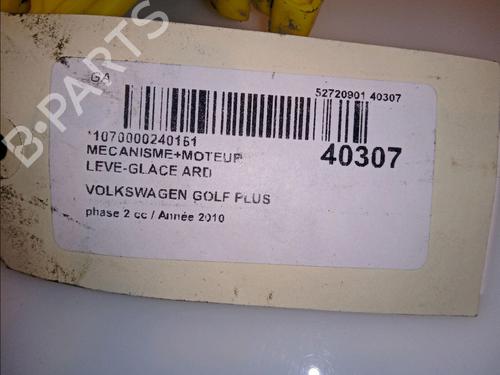 GA
52720901 40307
*1070000240161
40307
MECANISME+MOTEUR
LEVE-GLACE ARD
VOLKSWAGEN GOLF PLUS
phase 2 cc / Année 2010
B-PARTS